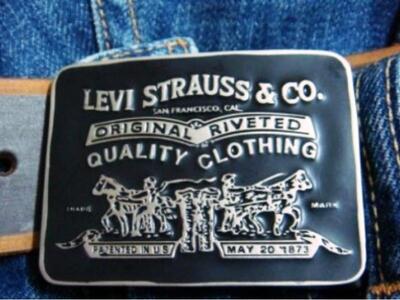 LEVI STRAUSS & CO.
SAN FRANCISCO, CAL.
ORIGINAL RIVETED
QUALITY CLOTHING
TRADE MARK
PATENTED IN U.S. MAY 20 1873